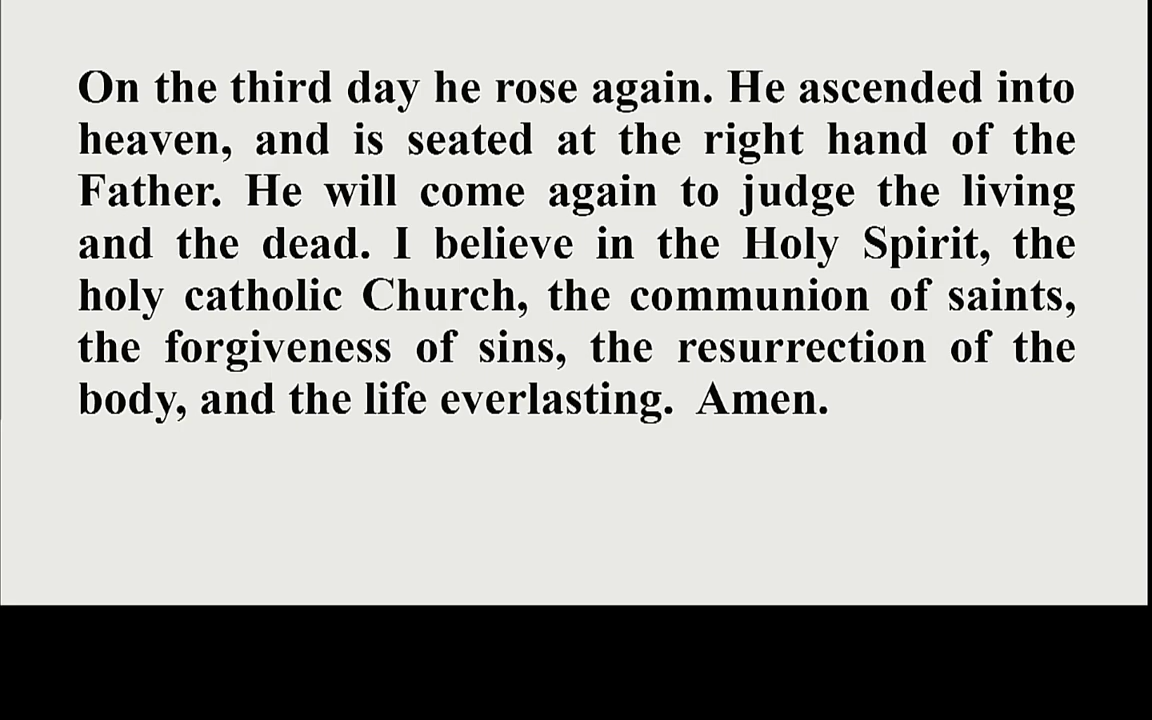 On the third day he rose again. He ascended into
heaven, and is seated at the right hand of the
Father. He will come again to judge the living
and the dead. I believe in the Holy Spirit, the
holy catholic Church, the communion of saints,
the forgiveness of sins, the resurrection of the
body, and the life everlasting.  Amen.